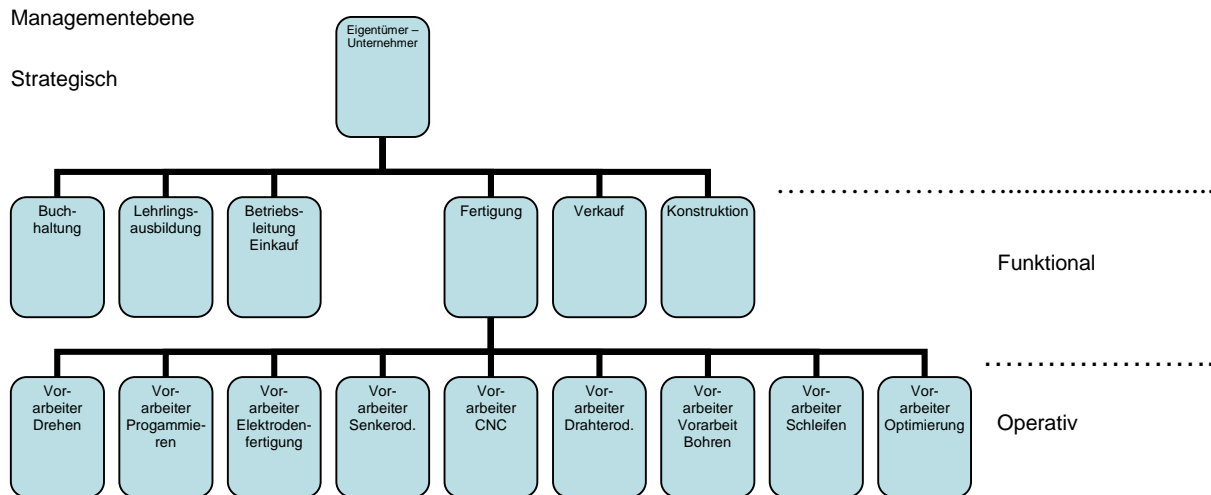 Managementebene
Eigentümer –
Unternehmer
Strategisch
Buch-
haltung
Lehrlings-
ausbildung
Betriebs-
leitung
Einkauf
Fertigung
Verkauf
Konstruktion
Funktional
Vor-
arbeiter
Drehen
Vor-
arbeiter
Progammie-
ren
Vor-
arbeiter
Elektroden-
fertigung
Vor-
arbeiter
Senkerod.
Vor-
arbeiter
CNC
Vor-
arbeiter
Drahterod.
Vor-
arbeiter
Vorarbeit
Bohren
Vor-
arbeiter
Schleifen
Vor-
arbeiter
Optimierung
Operativ